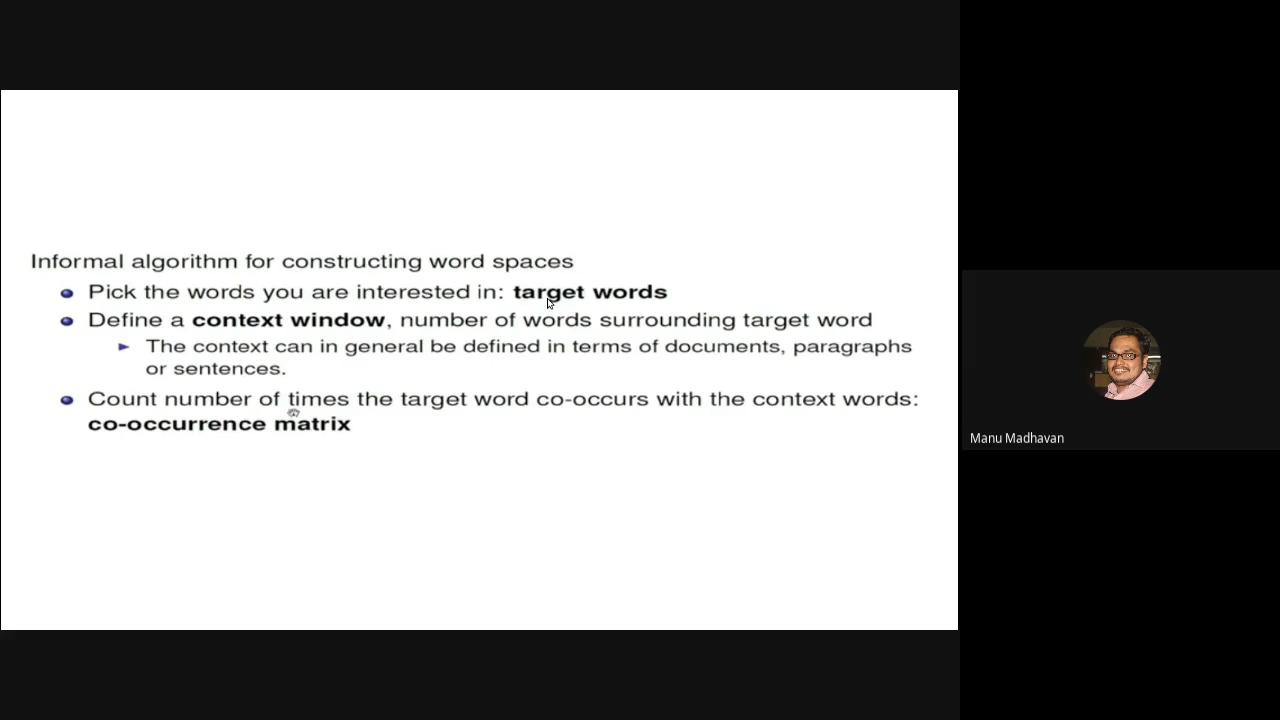 Informal algorithm for constructing word spaces
Pick the words you are interested in: target words
Define a context window, number of words surrounding target word
The context can in general be defined in terms of documents, paragraphs
or sentences.
Count number of times the target word co-occurs with the context words:
co-occurrence matrix
Manu Madhavan